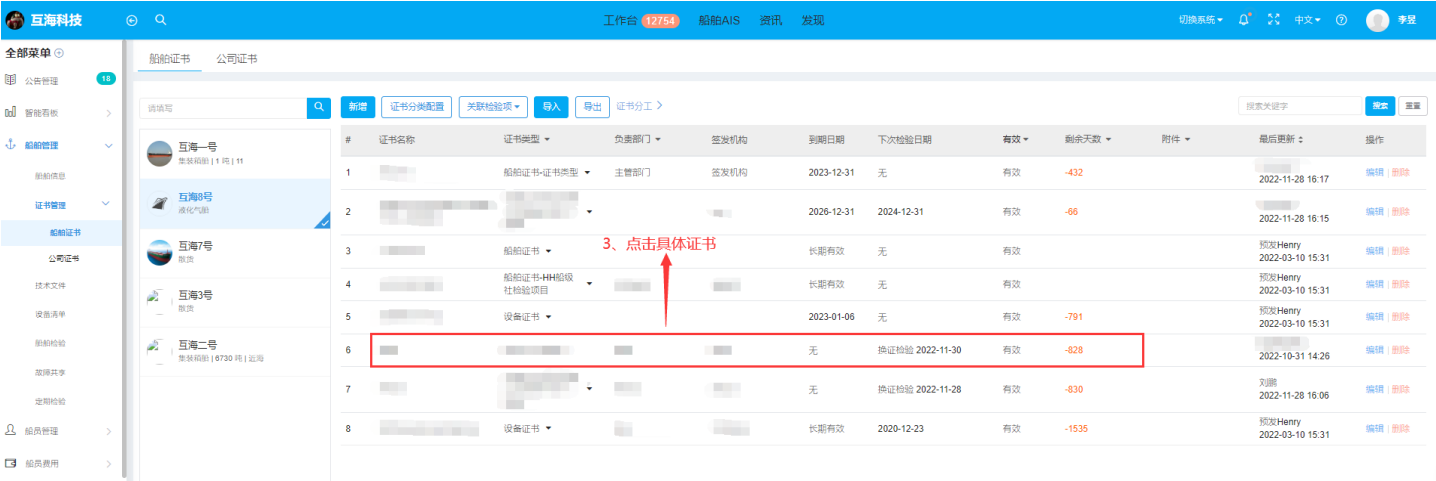 互海科技
工作台 12754 船舶AIS 资讯 发现
切换系统 中文 李昱
全部菜单
公告管理 18
智能看板
船舶管理
船舶信息
证书管理
船舶证书
公司证书
技术文件
设备清单
船舶检验
故障共享
定期检验
船员管理
船员费用
船舶证书 公司证书
请填写
互海一号
集装箱船 | 1 吨 | 11
互海8号
液化气船
互海7号
散货
互海3号
散货
互海二号
集装箱船 | 6730 吨 | 近海
新增 证书分类配置 关联检验项 导入 导出 证书分工 搜索关键字 搜索 重置
# 证书名称 证书类型 负责部门 签发机构 到期日期 下次检验日期 有效 剩余天数 附件 最后更新 操作
1 船舶证书-证书类型 主管部门 签发机构 2023-12-31 无 有效 -432 2022-11-28 16:17 编辑 | 删除
2 2026-12-31 2024-12-31 有效 -66 2022-11-28 16:15 编辑 | 删除
3 船舶证书 长期有效 无 有效 预发Henry 编辑 | 删除
2022-03-10 15:31
4 船舶证书-HH船级 长期有效 无 有效 预发Henry 编辑 | 删除
社检验项目 2022-03-10 15:31
5 设备证书 2023-01-06 无 有效 -791 预发Henry 编辑 | 删除
2022-03-10 15:31
6 无 换证检验 2022-11-30 有效 -828 2022-10-31 14:26 编辑 | 删除
7 无 换证检验 2022-11-28 有效 -830 刘鹏 编辑 | 删除
2022-11-28 16:06
8 设备证书 长期有效 2020-12-23 有效 -1535 预发Henry 编辑 | 删除
2022-03-10 15:31
3、点击具体证书